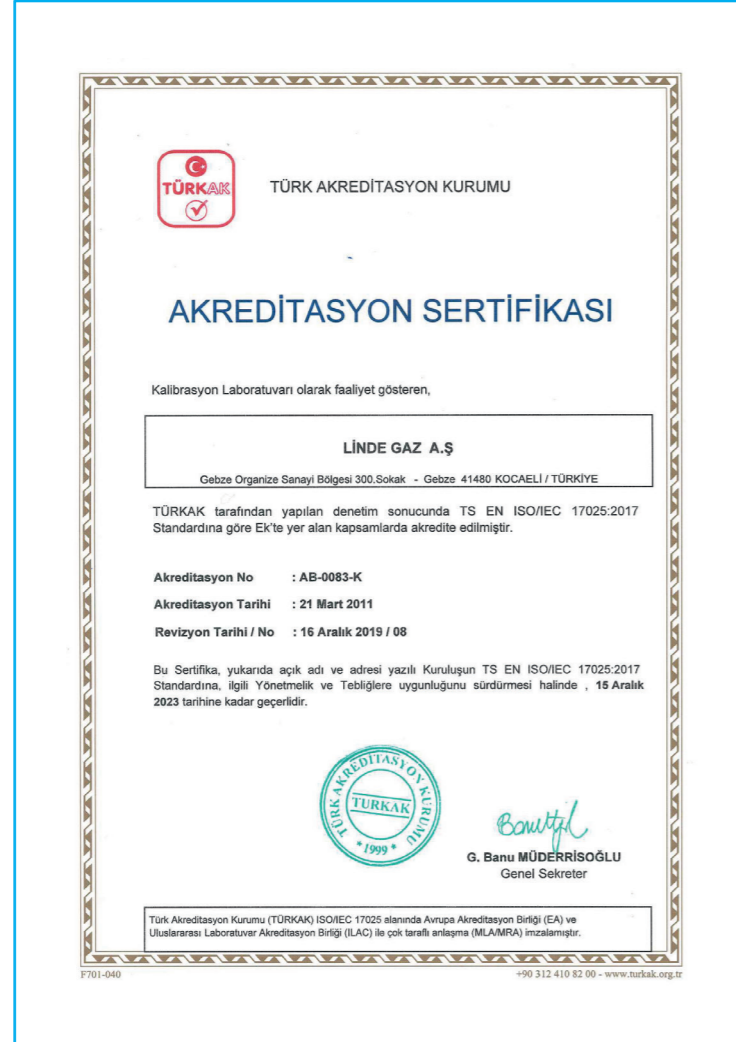 TÜRKAK
TÜRK AKREDİTASYON KURUMU
AKREDİTASYON SERTİFİKASI
Kalibrasyon Laboratuvarı olarak faaliyet gösteren,
LİNDE GAZ A.Ş
Gebze Organize Sanayi Bölgesi 300.Sokak - Gebze 41480 KOCAELİ / TÜRKİYE
TÜRKAK tarafından yapılan denetim sonucunda TS EN ISO/IEC 17025:2017
Standardına göre Ek'te yer alan kapsamlarda akredite edilmiştir.
Akreditasyon No : AB-0083-K
Akreditasyon Tarihi : 21 Mart 2011
Revizyon Tarihi / No : 16 Aralık 2019 / 08
Bu Sertifika, yukarıda açık adı ve adresi yazılı Kuruluşun TS EN ISO/IEC 17025:2017
Standardına, ilgili Yönetmelik ve Tebliğlere uygunluğunu sürdürmesi halinde , 15 Aralık
2023 tarihine kadar geçerlidir.
TÜRK AKREDİTASYON KURUMU
TURKAK
* 1999 *
G. Banu MÜDERRİSOĞLU
Genel Sekreter
Türk Akreditasyon Kurumu (TÜRKAK) ISO/IEC 17025 alanında Avrupa Akreditasyon Birliği (EA) ve
Uluslararası Laboratuvar Akreditasyon Birliği (ILAC) ile çok taraflı anlaşma (MLA/MRA) imzalamıştır.
F701-040
+90 312 410 82 00 - www.turkak.org.tr